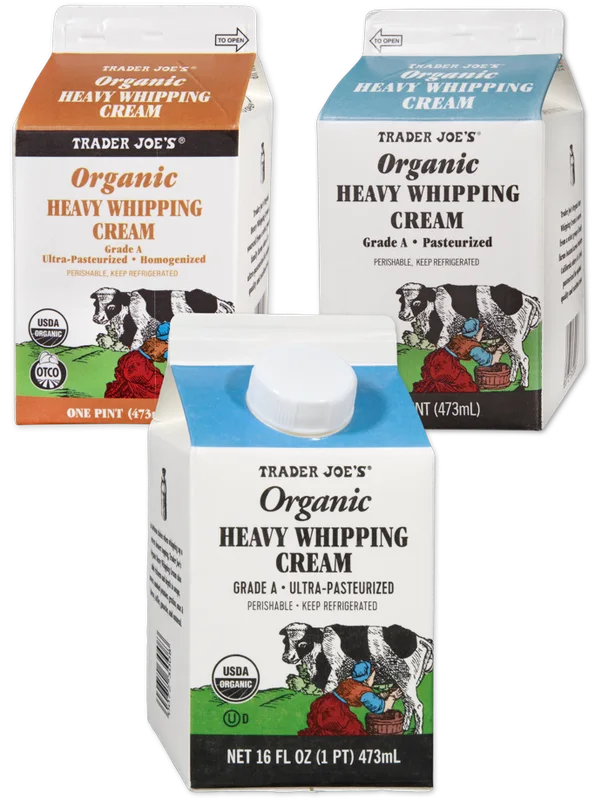 TO OPEN
TRADER JOE'S®
Organic
HEAVY WHIPPING
CREAM
TRADER JOE'S®
Organic
HEAVY WHIPPING
CREAM
Grade A
Ultra-Pasteurized • Homogenized
PERISHABLE, KEEP REFRIGERATED
USDA
ORGANIC
OTCO
ONE PINT (473
TO OPEN
TRADER JOE'S®
Organic
HEAVY WHIPPING
CREAM
TRADER JOE'S®
Organic
HEAVY WHIPPING
CREAM
Grade A • Pasteurized
PERISHABLE, KEEP REFRIGERATED
NT (473mL)
TRADER JOE'S®
Organic
HEAVY WHIPPING
CREAM
GRADE A • ULTRA-PASTEURIZED
PERISHABLE • KEEP REFRIGERATED
USDA
ORGANIC
U D
NET 16 FL OZ (1 PT) 473mL